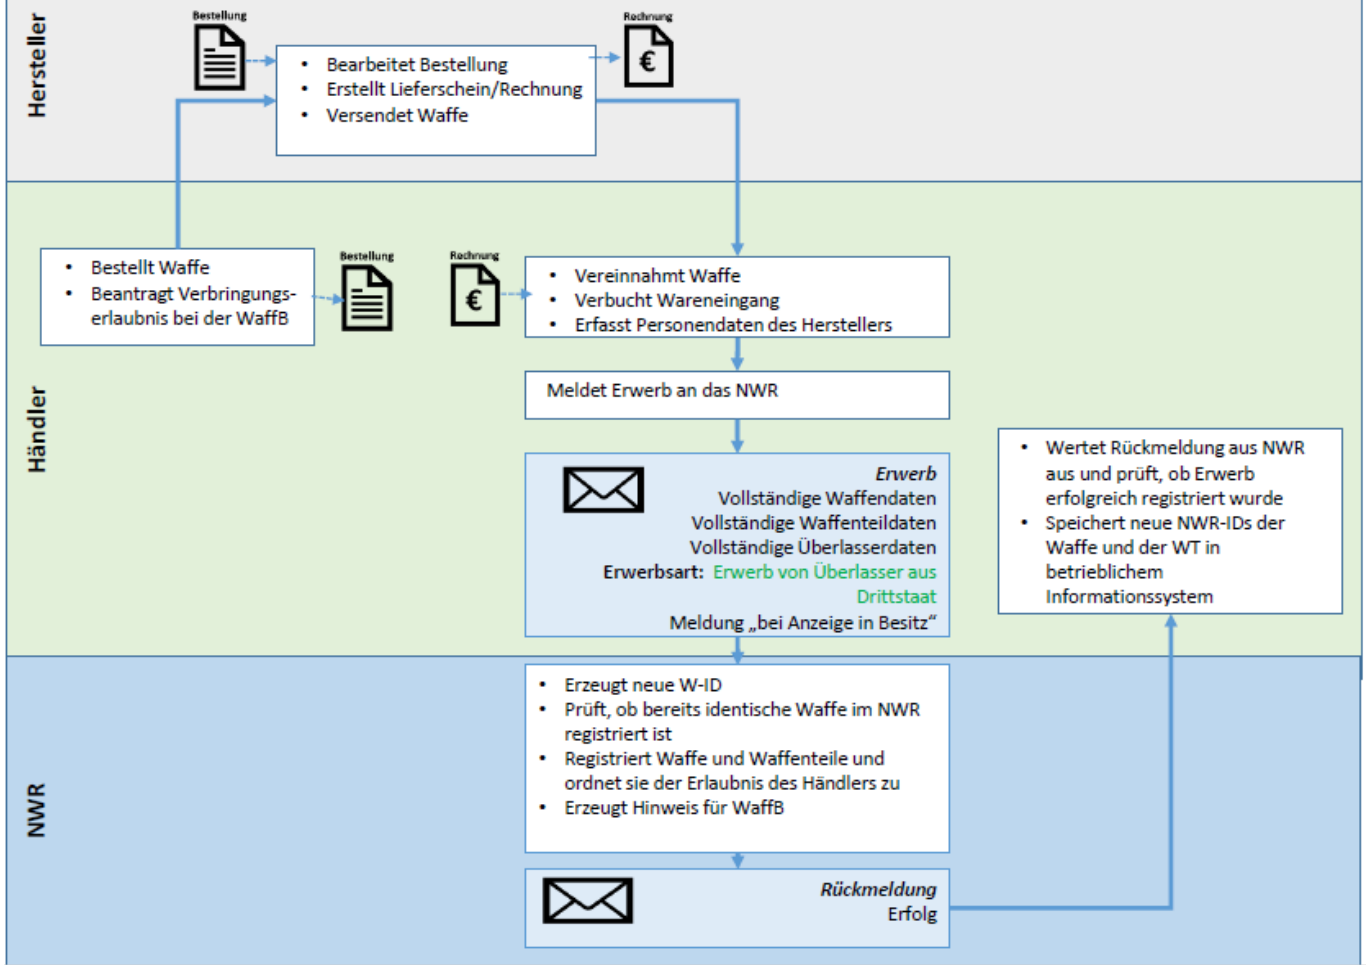 Hersteller
Bestellung
Rechnung
€
• Bearbeitet Bestellung
• Erstellt Lieferschein/Rechnung
• Versendet Waffe
Händler
• Bestellt Waffe
• Beantragt Verbringungs-
erlaubnis bei der WaffB
Bestellung
Rechnung
€
• Vereinnahmt Waffe
• Verbucht Wareneingang
• Erfasst Personendaten des Herstellers
Meldet Erwerb an das NWR
Erwerb
Vollständige Waffendaten
Vollständige Waffenteildaten
Vollständige Überlasserdaten
Erwerbsart: Erwerb von Überlasser aus
Drittstaat
Meldung „bei Anzeige in Besitz“
• Wertet Rückmeldung aus NWR
aus und prüft, ob Erwerb
erfolgreich registriert wurde
• Speichert neue NWR-IDs der
Waffe und der WT in
betrieblichem
Informationssystem
NWR
• Erzeugt neue W-ID
• Prüft, ob bereits identische Waffe im NWR
registriert ist
• Registriert Waffe und Waffenteile und
ordnet sie der Erlaubnis des Händlers zu
• Erzeugt Hinweis für WaffB
Rückmeldung
Erfolg